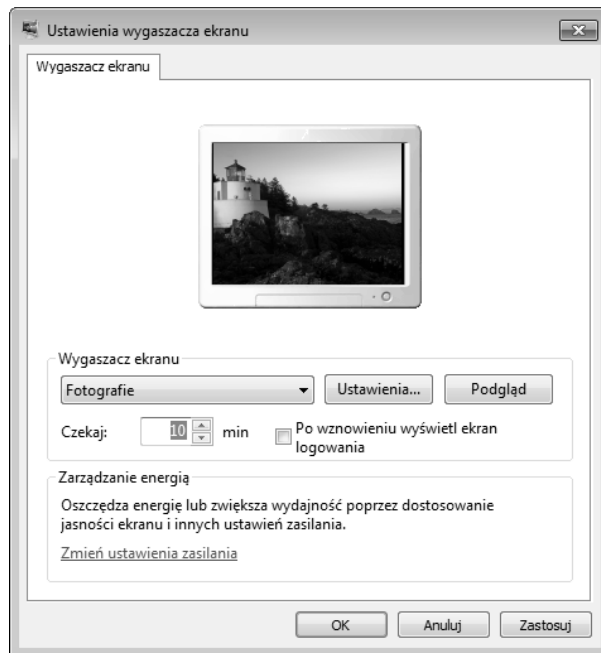 Ustawienia wygaszacza ekranu
Wygaszacz ekranu
Wygaszacz ekranu
Fotografie
Ustawienia...
Podgląd
Czekaj:
10
min
Po wznowieniu wyświetl ekran
logowania
Zarządzanie energią
Oszczędza energię lub zwiększa wydajność poprzez dostosowanie
jasności ekranu i innych ustawień zasilania.
Zmień ustawienia zasilania
OK
Anuluj
Zastosuj